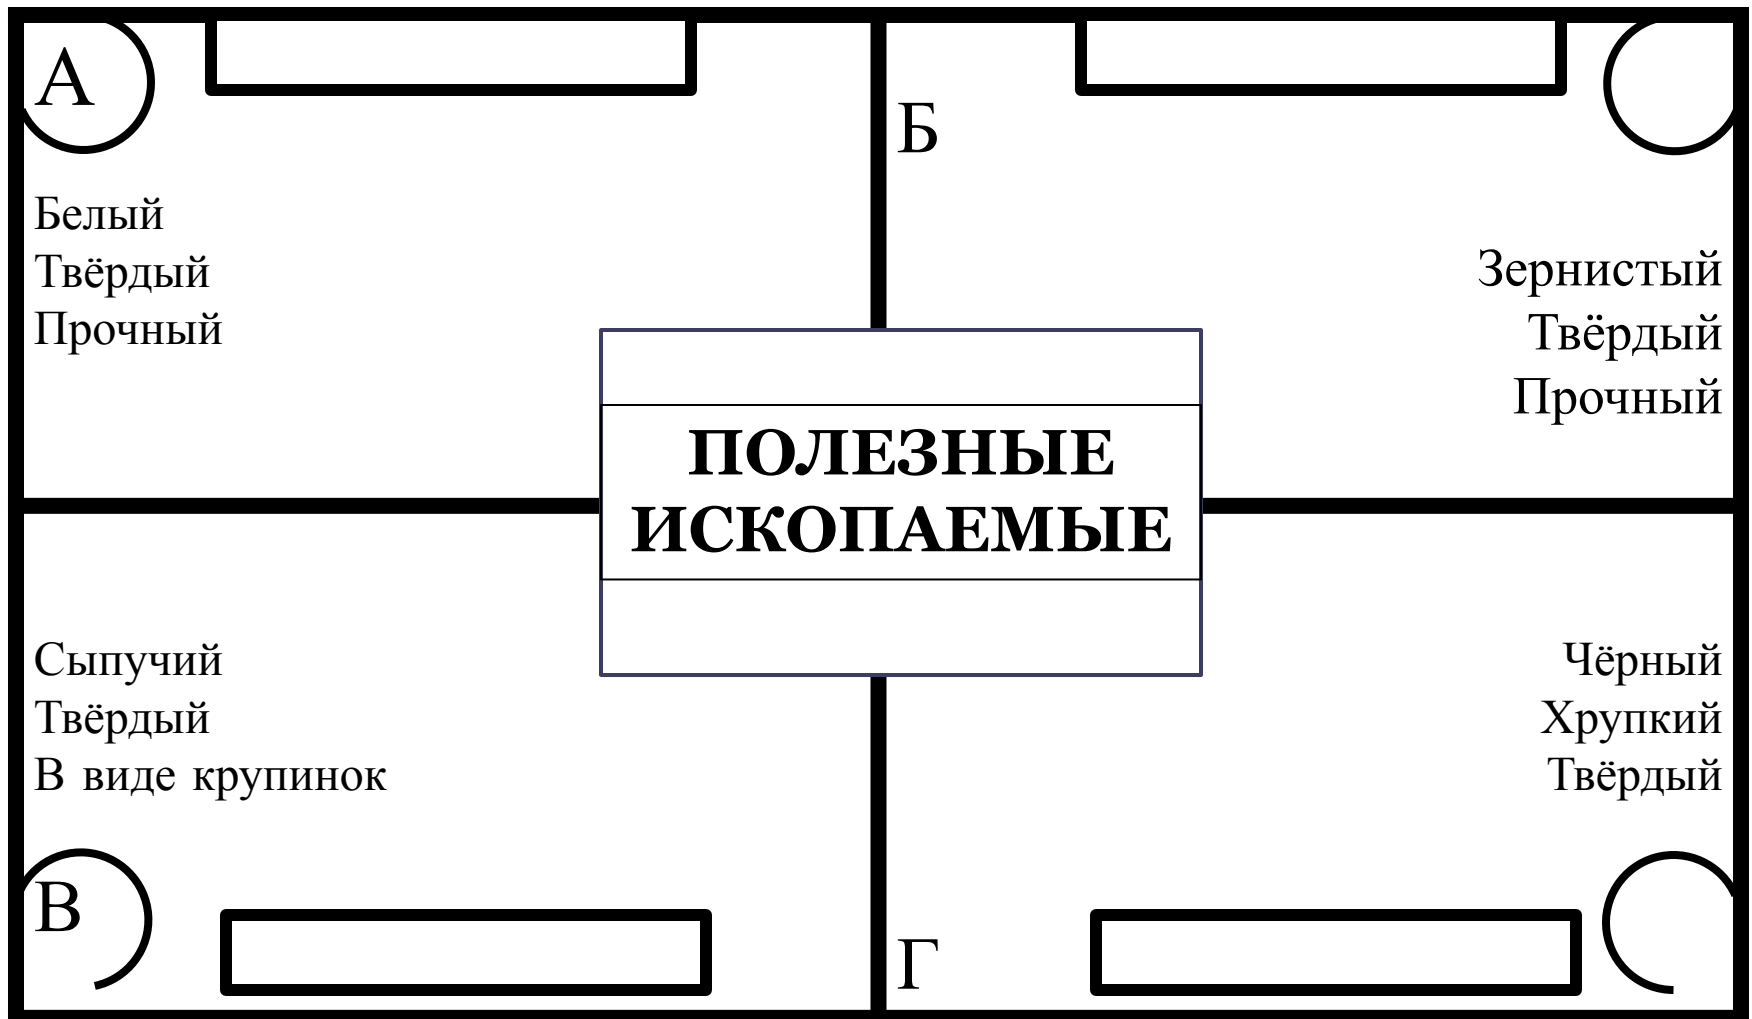 А
Белый
Твёрдый
Прочный
Б
Зернистый
Твёрдый
Прочный
ПОЛЕЗНЫЕ
ИСКОПАЕМЫЕ
Сыпучий
Твёрдый
В виде крупинок
В
Чёрный
Хрупкий
Твёрдый
Г